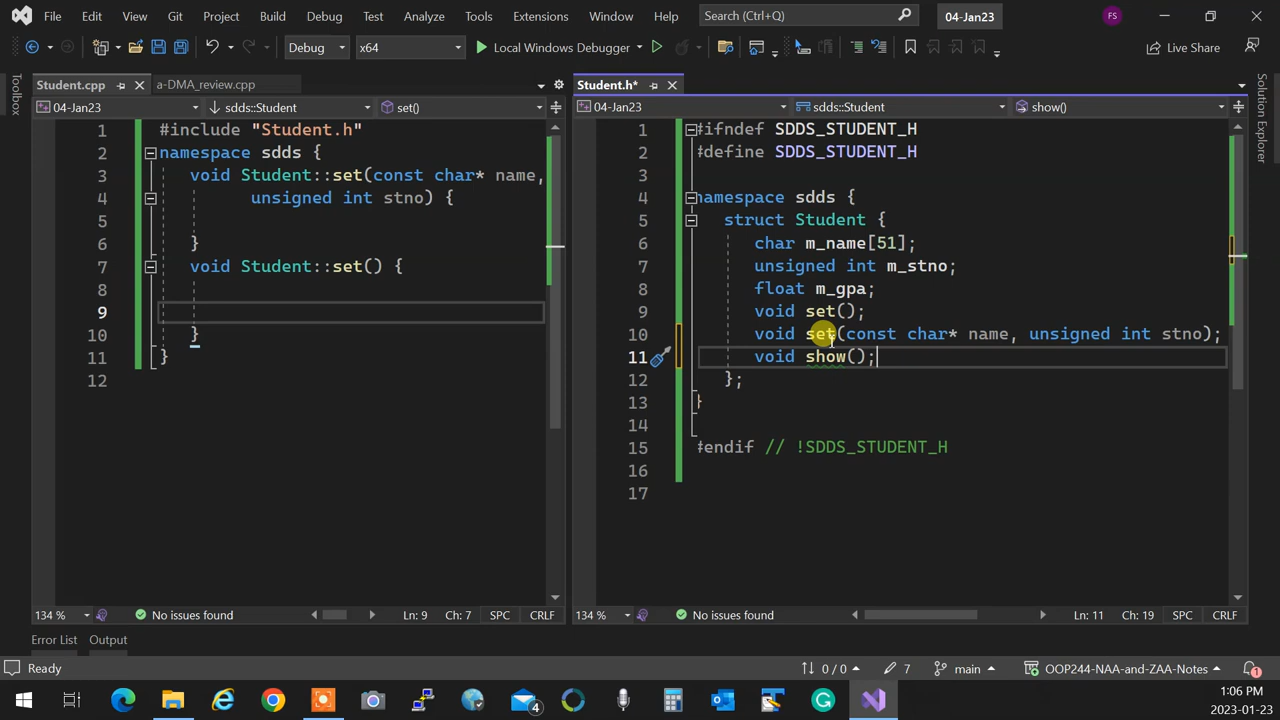 File Edit View Git Project Build Debug Test Analyze Tools Extensions Window Help Search (Ctrl+Q) 04-Jan23 FS
Debug x64 Local Windows Debugger Live Share
Toolbox
Student.cpp a-DMA_review.cpp
04-Jan23 sdds::Student set()
1 #include "Student.h"
2 namespace sdds {
3 void Student::set(const char* name,
4 unsigned int stno) {
5
6 }
7 void Student::set() {
8
9
10 }
11 }
12
134 % No issues found Ln: 9 Ch: 7 SPC CRLF
Student.h*
04-Jan23 sdds::Student show()
1 #ifndef SDDS_STUDENT_H
2 #define SDDS_STUDENT_H
3
4 namespace sdds {
5 struct Student {
6 char m_name[51];
7 unsigned int m_stno;
8 float m_gpa;
9 void set();
10 void set(const char* name, unsigned int stno);
11 void show();
12 };
13 }
14
15 #endif // !SDDS_STUDENT_H
16
17
134 % No issues found Ln: 11 Ch: 19 SPC CRLF
Solution Explorer
Error List Output
Ready 0 / 0 7 main OOP244-NAA-and-ZAA-Notes 1
4
1:06 PM
2023-01-23